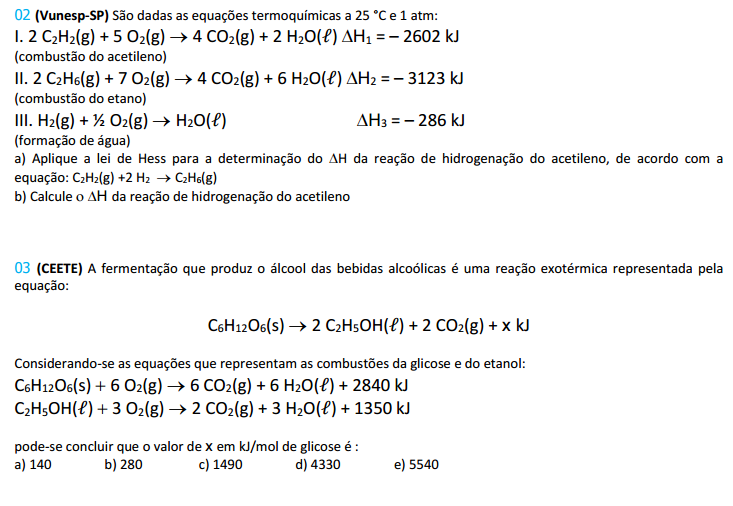 02 (Vunesp-SP) São dadas as equações termoquímicas a 25 °C e 1 atm:
I. 2 C₂H₂(g) + 5 O₂(g) → 4 CO₂(g) + 2 H₂O(ℓ) ΔH₁ = – 2602 kJ
(combustão do acetileno)
II. 2 C₂H₆(g) + 7 O₂(g) → 4 CO₂(g) + 6 H₂O(ℓ) ΔH₂ = – 3123 kJ
(combustão do etano)
III. H₂(g) + ½ O₂(g) → H₂O(ℓ) ΔH₃ = – 286 kJ
(formação de água)
a) Aplique a lei de Hess para a determinação do ΔH da reação de hidrogenação do acetileno, de acordo com a
equação: C₂H₂(g) +2 H₂ → C₂H₆(g)
b) Calcule o ΔH da reação de hidrogenação do acetileno
03 (CEETE) A fermentação que produz o álcool das bebidas alcoólicas é uma reação exotérmica representada pela
equação:
C₆H₁₂O₆(s) → 2 C₂H₅OH(ℓ) + 2 CO₂(g) + x kJ
Considerando-se as equações que representam as combustões da glicose e do etanol:
C₆H₁₂O₆(s) + 6 O₂(g) → 6 CO₂(g) + 6 H₂O(ℓ) + 2840 kJ
C₂H₅OH(ℓ) + 3 O₂(g) → 2 CO₂(g) + 3 H₂O(ℓ) + 1350 kJ
pode-se concluir que o valor de x em kJ/mol de glicose é :
a) 140 b) 280 c) 1490 d) 4330 e) 5540